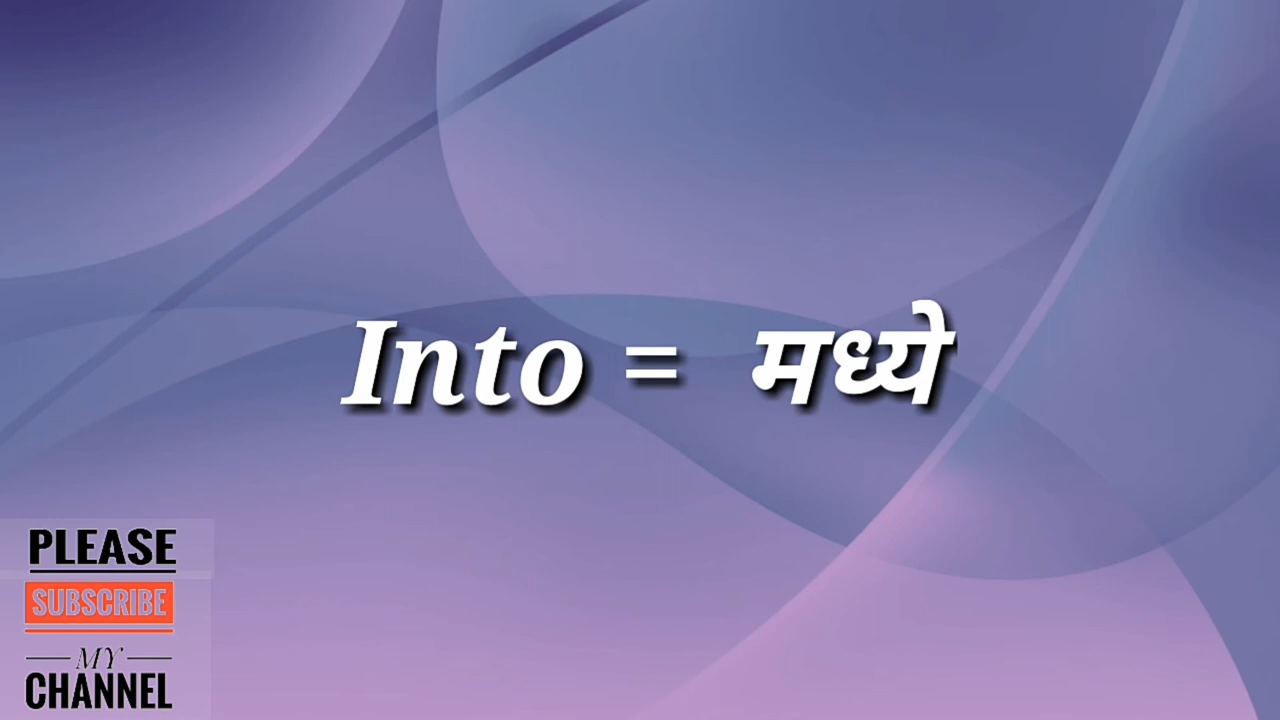 Into = मध्ये
PLEASE
SUBSCRIBE
MY
CHANNEL